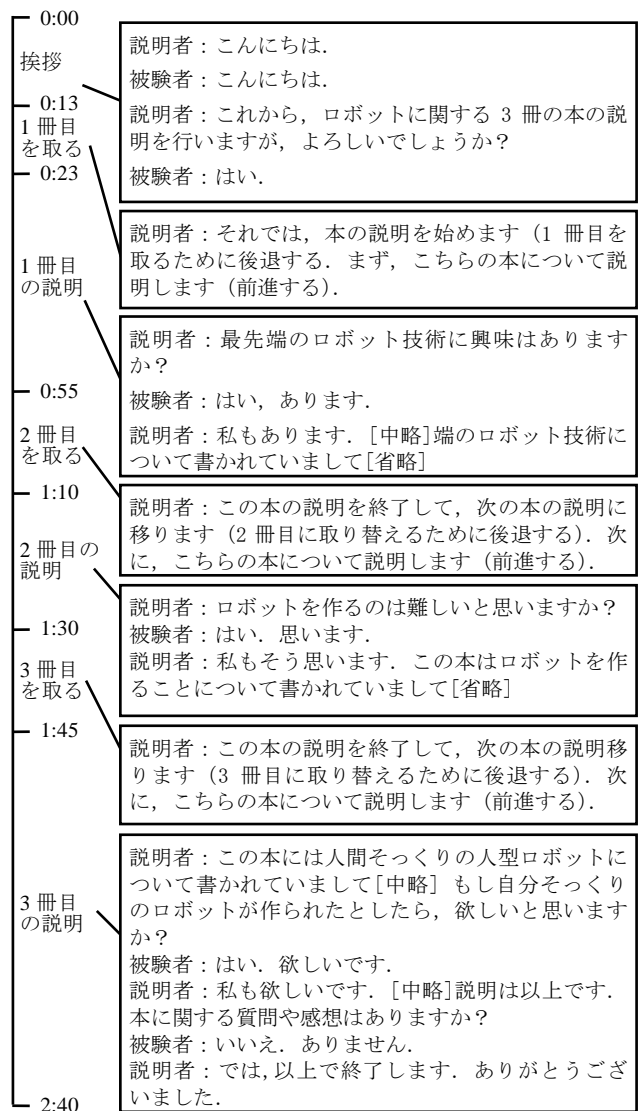 0:00
挨拶
0:13
1 冊目
を取る
0:23
1 冊目
の説明
0:55
2 冊目
を取る
1:10
2 冊目の
説明
1:30
3 冊目
を取る
1:45
3 冊目
の説明
2:40
説明者：こんにちは．
被験者：こんにちは．
説明者：これから，ロボットに関する 3 冊の本の説
明を行いますが，よろしいでしょうか？
被験者：はい．
説明者：それでは，本の説明を始めます（1 冊目を
取るために後退する．まず，こちらの本について説
明します（前進する）．
説明者：最先端のロボット技術に興味はあります
か？
被験者：はい，あります．
説明者：私もあります．［中略］端のロボット技術に
ついて書かれていまして［省略］
説明者：この本の説明を終了して，次の本の説明に
移ります（2 冊目に取り替えるために後退する）．次
に，こちらの本について説明します（前進する）．
説明者：ロボットを作るのは難しいと思いますか？
被験者：はい．思います．
説明者：私もそう思います．この本はロボットを作
ることについて書かれていまして［省略］
説明者：この本の説明を終了して，次の本の説明移
ります（3 冊目に取り替えるために後退する）．次
に，こちらの本について説明します（前進する）．
説明者：この本には人間そっくりの人型ロボットに
ついて書かれていまして［中略］ もし自分そっくり
のロボットが作られたとしたら，欲しいと思います
か？
被験者：はい．欲しいです．
説明者：私も欲しいです．［中略］説明は以上です．
本に関する質問や感想はありますか？
被験者：いいえ．ありません．
説明者：では,以上で終了します．ありがとうござ
いました．